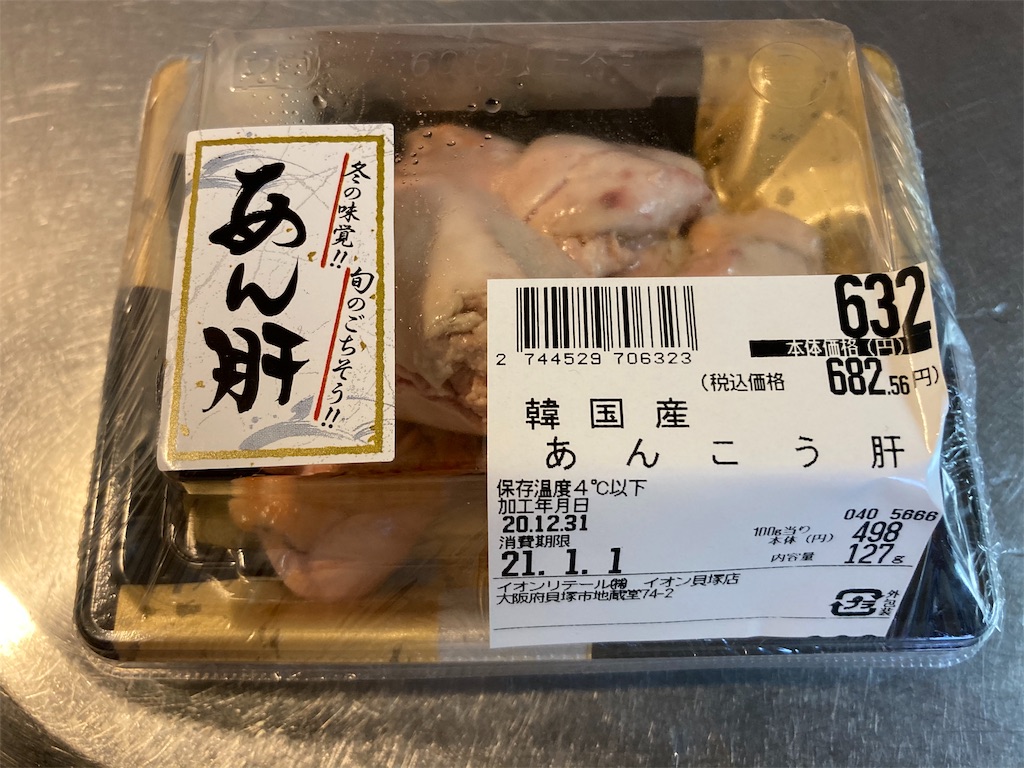 冬の味覚!!
旬のごちそう!!
あん肝
632
本体価格(円)
2 744529 706323
(税込価格 682.56円)
韓国産
あんこう肝
保存温度4℃以下
加工年月日
20.12.31
消費期限
21.1.1
040 5666
100g当り
本体(円) 498
内容量 127g
イオンリテール㈱ イオン貝塚店
大阪府貝塚市地蔵堂74-2
プラ
外包装